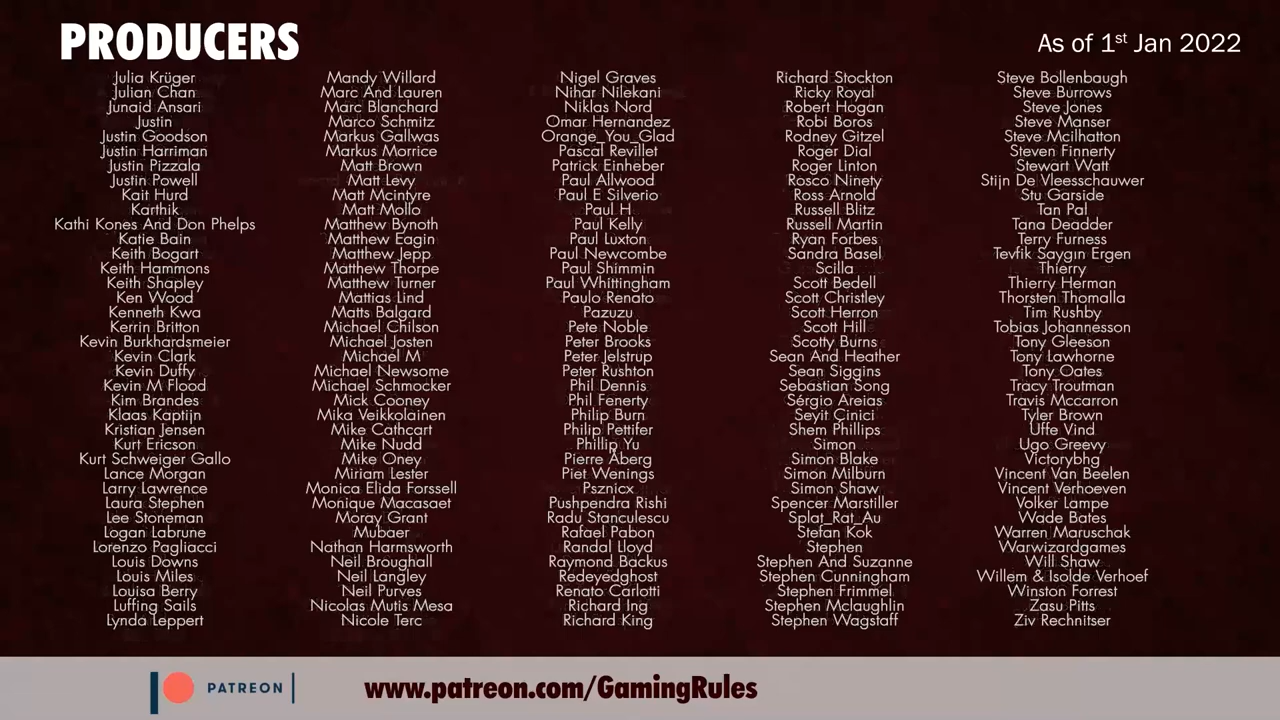 PRODUCERS
As of 1st Jan 2022
Julia Krüger
Julian Chan
Junaid Ansari
Justin
Justin Goodson
Justin Harriman
Justin Pizzala
Justin Powell
Kait Hurd
Karthik
Kathi Kones And Don Phelps
Katie Bain
Keith Bogart
Keith Hammons
Keith Shapley
Ken Wood
Kenneth Kwa
Kerrin Britton
Kevin Burkhardsmeier
Kevin Clark
Kevin Duffy
Kevin M Flood
Kim Brandes
Klaas Kaptijn
Kristian Jensen
Kurt Ericson
Kurt Schweiger Gallo
Lance Morgan
Larry Lawrence
Laura Stephen
Lee Stoneman
Logan Labrune
Lorenzo Pagliacci
Louis Downs
Louis Miles
Louisa Berry
Luffing Sails
Lynda Leppert
Mandy Willard
Marc And Lauren
Marc Blanchard
Marco Schmitz
Markus Gallwas
Markus Morrice
Matt Brown
Matt Levy
Matt Mcintyre
Matt Mollo
Matthew Bynoth
Matthew Eagin
Matthew Jepp
Matthew Thorpe
Matthew Turner
Mattias Lind
Matts Balgard
Michael Chilson
Michael Josten
Michael M
Michael Newsome
Michael Schmocker
Mick Cooney
Mika Veikkolainen
Mike Cathcart
Mike Nudd
Mike Oney
Miriam Lester
Monica Elida Forssell
Monique Macasaet
Moray Grant
Mubaer
Nathan Harmsworth
Neil Broughall
Neil Langley
Neil Purves
Nicolas Mutis Mesa
Nicole Terc
Nigel Graves
Nihar Nilekani
Niklas Nord
Omar Hernandez
Orange_You_Glad
Pascal Revillet
Patrick Einheber
Paul Allwood
Paul E Silverio
Paul H
Paul Kelly
Paul Luxton
Paul Newcombe
Paul Shimmin
Paul Whittingham
Paulo Renato
Pazuzu
Pete Noble
Peter Brooks
Peter Jelstrup
Peter Rushton
Phil Dennis
Phil Fenerty
Philip Burn
Philip Pettifer
Phillip Yu
Pierre Aberg
Piet Wenings
Psznicx
Pushpendra Rishi
Radu Stanculescu
Rafael Pabon
Randal Lloyd
Raymond Backus
Redeyedghost
Renato Carlotti
Richard Ing
Richard King
Richard Stockton
Ricky Royal
Robert Hogan
Robi Boros
Rodney Gitzel
Roger Dial
Roger Linton
Rosco Ninety
Ross Arnold
Russell Blitz
Russell Martin
Ryan Forbes
Sandra Basel
Scilla
Scott Bedell
Scott Christley
Scott Herron
Scott Hill
Scotty Burns
Sean And Heather
Sean Siggins
Sebastian Song
Sérgio Areias
Seyit Cinici
Shem Phillips
Simon
Simon Blake
Simon Milburn
Simon Shaw
Spencer Marstiller
Splat_Rat_Au
Stefan Kok
Stephen
Stephen And Suzanne
Stephen Cunningham
Stephen Frimmel
Stephen Mclaughlin
Stephen Wagstaff
Steve Bollenbaugh
Steve Burrows
Steve Jones
Steve Manser
Steve Mcilhatton
Steven Finnerty
Stewart Watt
Stijn De Vleesschauwer
Stu Garside
Tan Pal
Tana Deadder
Terry Furness
Tevfik Saygın Ergen
Thierry
Thierry Herman
Thorsten Thomalla
Tim Rushby
Tobias Johannesson
Tony Gleeson
Tony Lawhorne
Tony Oates
Tracy Troutman
Travis Mccarron
Tyler Brown
Uffe Vind
Ugo Greevy
Victorybhg
Vincent Van Beelen
Vincent Verhoeven
Volker Lampe
Wade Bates
Warren Maruschak
Warwizardgames
Will Shaw
Willem & Isolde Verhoef
Winston Forrest
Zasu Pitts
Ziv Rechnitser
PATREON
www.patreon.com/GamingRules